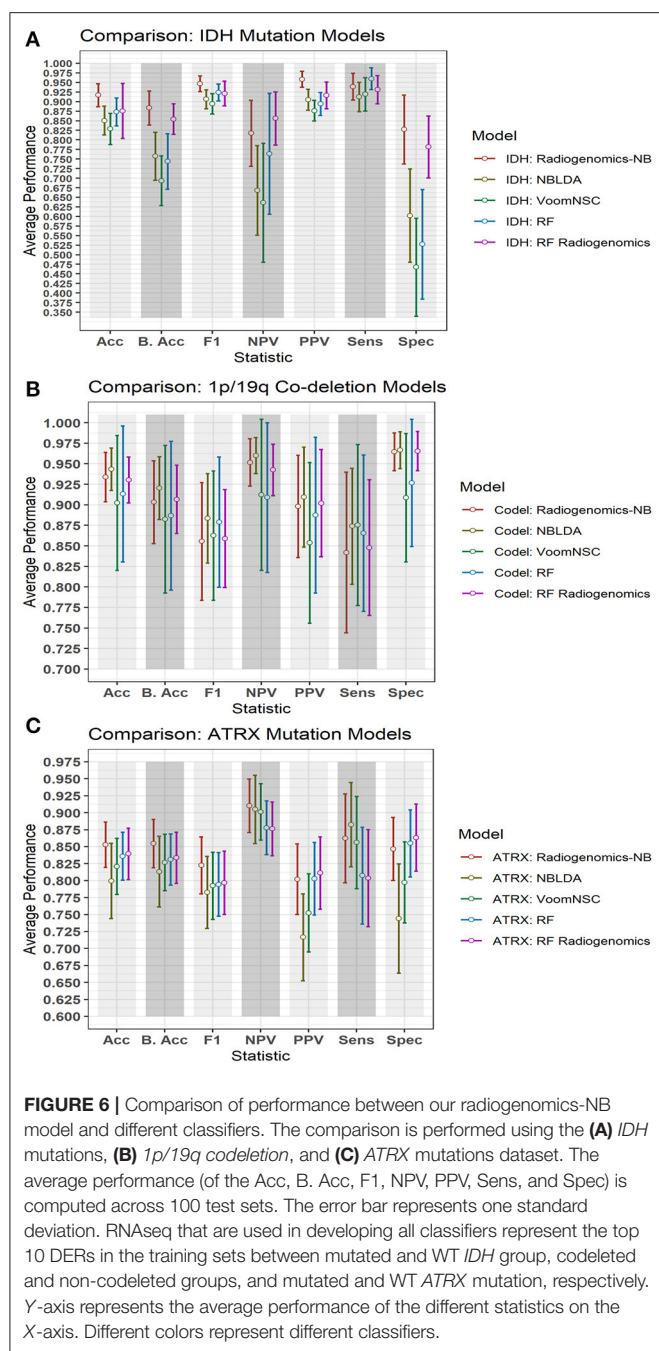 A
Comparison: IDH Mutation Models
Average Performance
1.000
0.975
0.950
0.925
0.900
0.875
0.850
0.825
0.800
0.775
0.750
0.725
0.700
0.675
0.650
0.625
0.600
0.575
0.550
0.525
0.500
0.475
0.450
0.425
0.400
0.375
0.350
Acc B. Acc F1 NPV PPV Sens Spec
Statistic
Model
IDH: Radiogenomics-NB
IDH: NBLDA
IDH: VoomNSC
IDH: RF
IDH: RF Radiogenomics
B
Comparison: 1p/19q Co-deletion Models
Average Performance
1.000
0.975
0.950
0.925
0.900
0.875
0.850
0.825
0.800
0.775
0.750
0.725
0.700
Acc B. Acc F1 NPV PPV Sens Spec
Statistic
Model
Codel: Radiogenomics-NB
Codel: NBLDA
Codel: VoomNSC
Codel: RF
Codel: RF Radiogenomics
C
Comparison: ATRX Mutation Models
Average Performance
0.975
0.950
0.925
0.900
0.875
0.850
0.825
0.800
0.775
0.750
0.725
0.700
0.675
0.650
0.625
0.600
Acc B. Acc F1 NPV PPV Sens Spec
Statistic
Model
ATRX: Radiogenomics-NB
ATRX: NBLDA
ATRX: VoomNSC
ATRX: RF
ATRX: RF Radiogenomics
FIGURE 6 | Comparison of performance between our radiogenomics-NB
model and different classifiers. The comparison is performed using the (A) IDH
mutations, (B) 1p/19q codeletion, and (C) ATRX mutations dataset. The
average performance (of the Acc, B. Acc, F1, NPV, PPV, Sens, and Spec) is
computed across 100 test sets. The error bar represents one standard
deviation. RNAseq that are used in developing all classifiers represent the top
10 DERs in the training sets between mutated and WT IDH group, codeleted
and non-codeleted groups, and mutated and WT ATRX mutation, respectively.
Y-axis represents the average performance of the different statistics on the
X-axis. Different colors represent different classifiers.